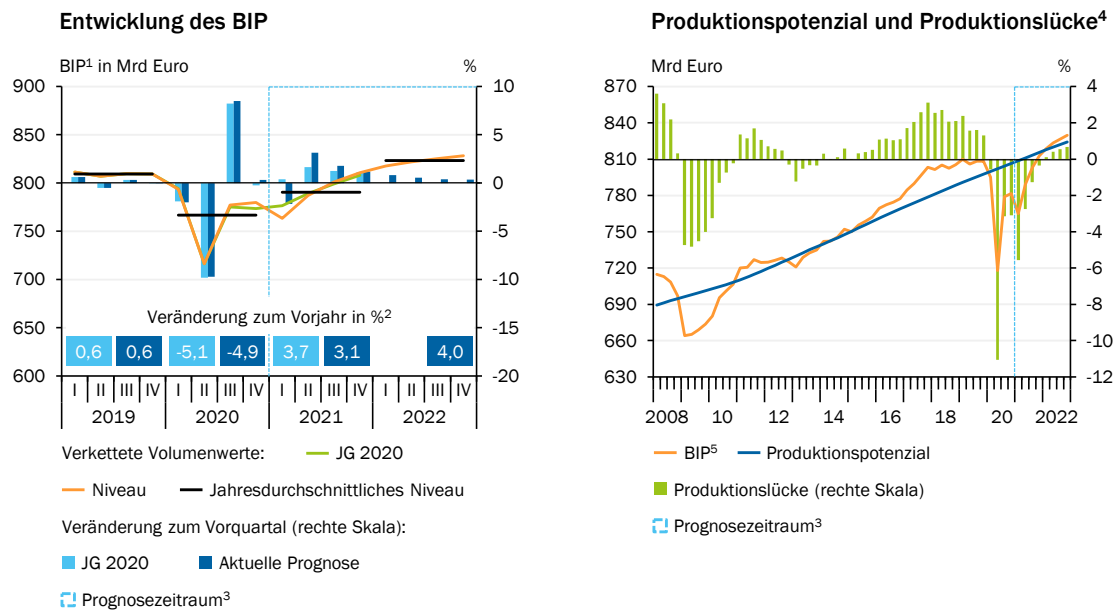 Entwicklung des BIP
BIP¹ in Mrd Euro %
900 10
850 5
800 0
750 -5
700 -10
650 -15
600 -20
Veränderung zum Vorjahr in %²
0,6 0,6 -5,1 -4,9 3,7 3,1 4,0
I II III IV I II III IV I II III IV I II III IV
2019 2020 2021 2022
Verkettete Volumenwerte: JG 2020
Niveau Jahresdurchschnittliches Niveau
Veränderung zum Vorquartal (rechte Skala):
JG 2020 Aktuelle Prognose
Prognosezeitraum³
Produktionspotenzial und Produktionslücke⁴
Mrd Euro %
870 4
840 2
810 0
780 -2
750 -4
720 -6
690 -8
660 -10
630 -12
2008 10 12 14 16 18 20 2022
BIP⁵ Produktionspotenzial
Produktionslücke (rechte Skala)
Prognosezeitraum³